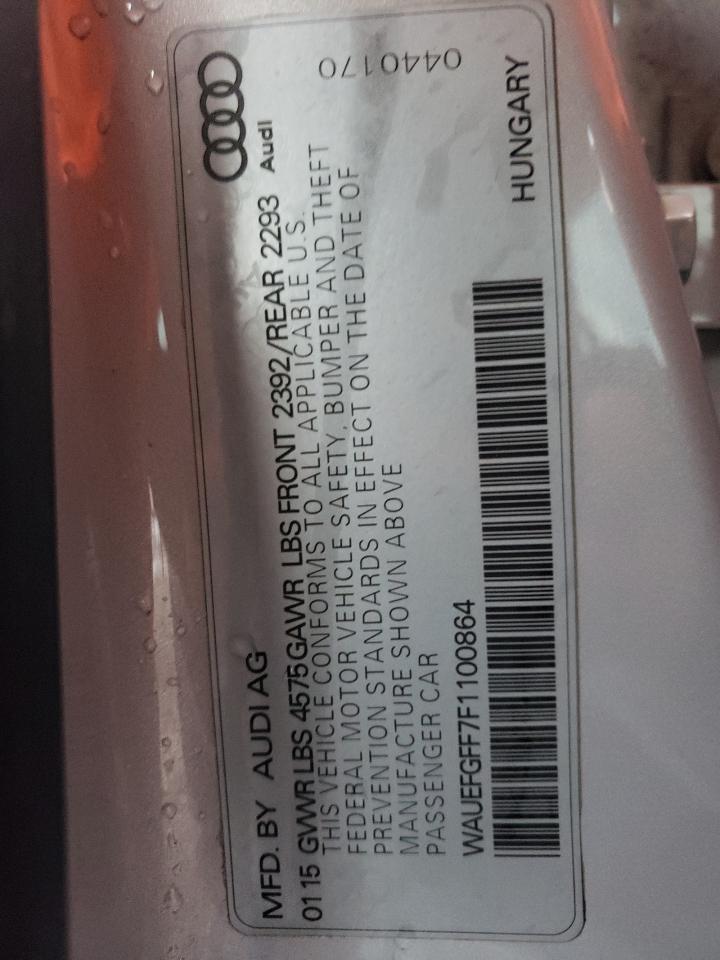 MFD. BY AUDI AG
Audi
01 15 GVWR LBS 4575 GAWR LBS FRONT 2392/REAR 2293
THIS VEHICLE CONFORMS TO ALL APPLICABLE U.S.
FEDERAL MOTOR VEHICLE SAFETY, BUMPER AND THEFT
PREVENTION STANDARDS IN EFFECT ON THE DATE OF
MANUFACTURE SHOWN ABOVE
PASSENGER CAR
0440170
WAUEFGFF7F1100864
HUNGARY